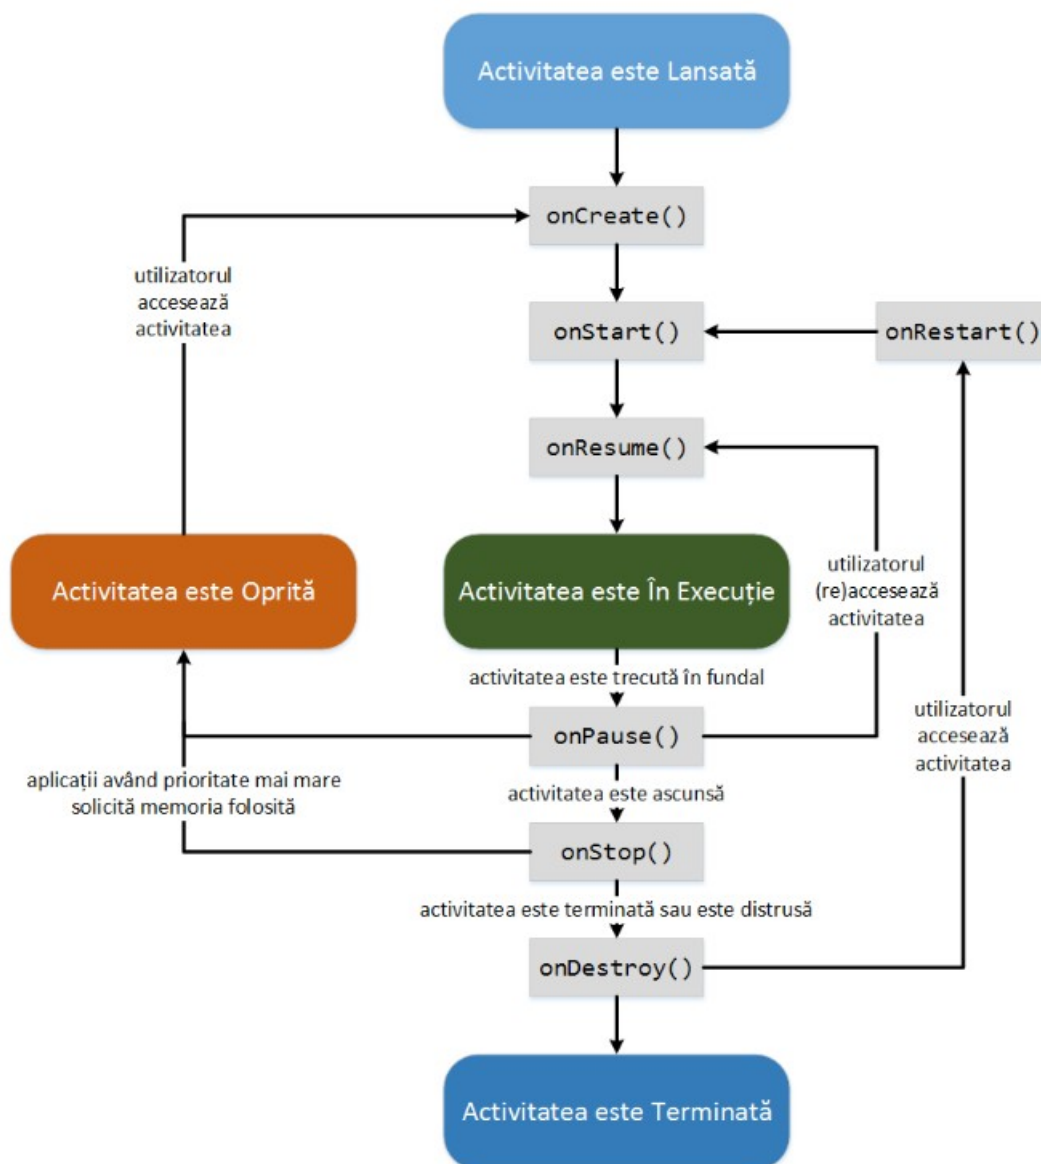 Activitatea este Lansată
onCreate()
utilizatorul
accesează
activitatea
onStart()
onRestart()
onResume()
Activitatea este Oprită
Activitatea este În Execuție
utilizatorul
(re)accesează
activitatea
activitatea este trecută în fundal
onPause()
utilizatorul
accesează
activitatea
aplicații având prioritate mai mare
solicită memoria folosită
activitatea este ascunsă
onStop()
activitatea este terminată sau este distrusă
onDestroy()
Activitatea este Terminată